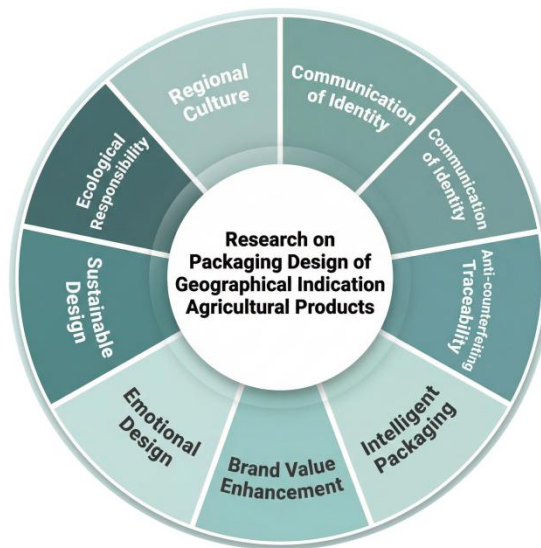 Research on
Packaging Design of
Geographical Indication
Agricultural Products
Regional
Culture
Communication
of Identity
Communication
of Identity
Anti-counterfeiting
Traceability
Intelligent
Packaging
Brand Value
Enhancement
Emotional
Design
Sustainable
Design
Ecological
Responsibility